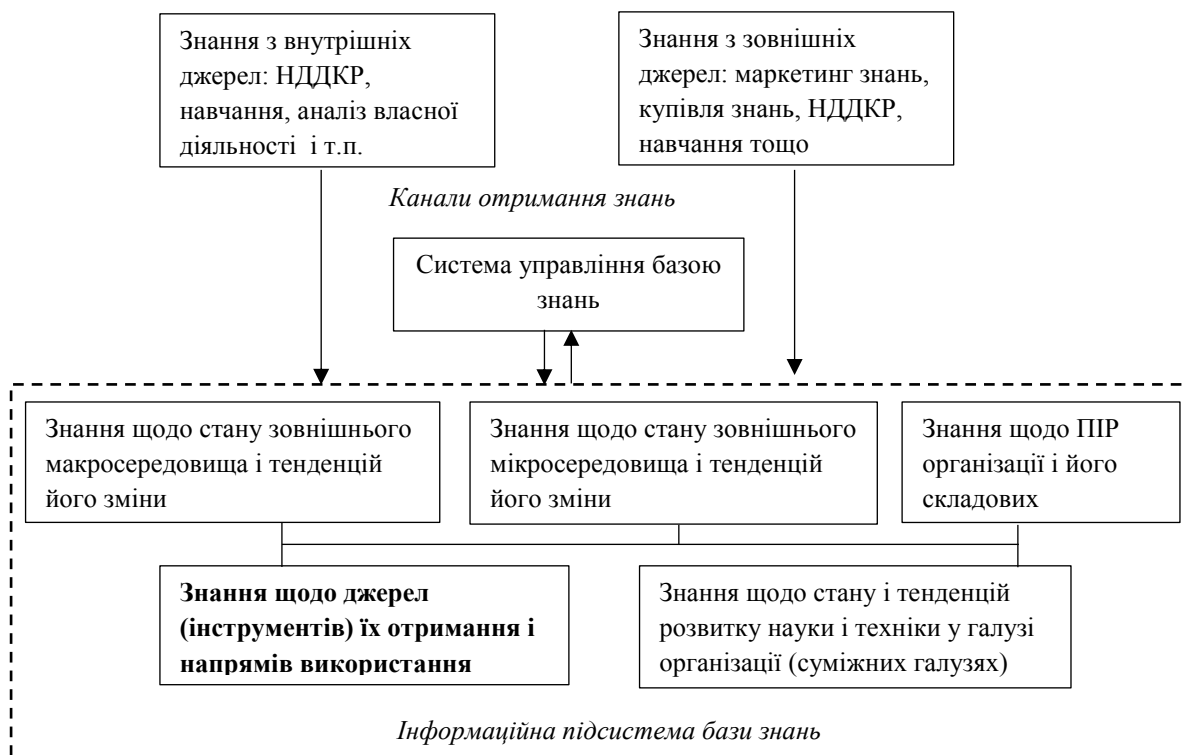 Знання з внутрішніх
джерел: НДДКР,
навчання, аналіз власної
діяльності і т.п.
Знання з зовнішніх
джерел: маркетинг знань,
купівля знань, НДДКР,
навчання тощо
Канали отримання знань
Система управління базою
знань
Знання щодо стану зовнішнього
макросередовища і тенденцій
його зміни
Знання щодо стану зовнішнього
мікросередовища і тенденцій
його зміни
Знання щодо ПІР
організації і його
складових
Знання щодо джерел
(інструментів) їх отримання і
напрямів використання
Знання щодо стану і тенденцій
розвитку науки і техніки у галузі
організації (суміжних галузях)
Інформаційна підсистема бази знань